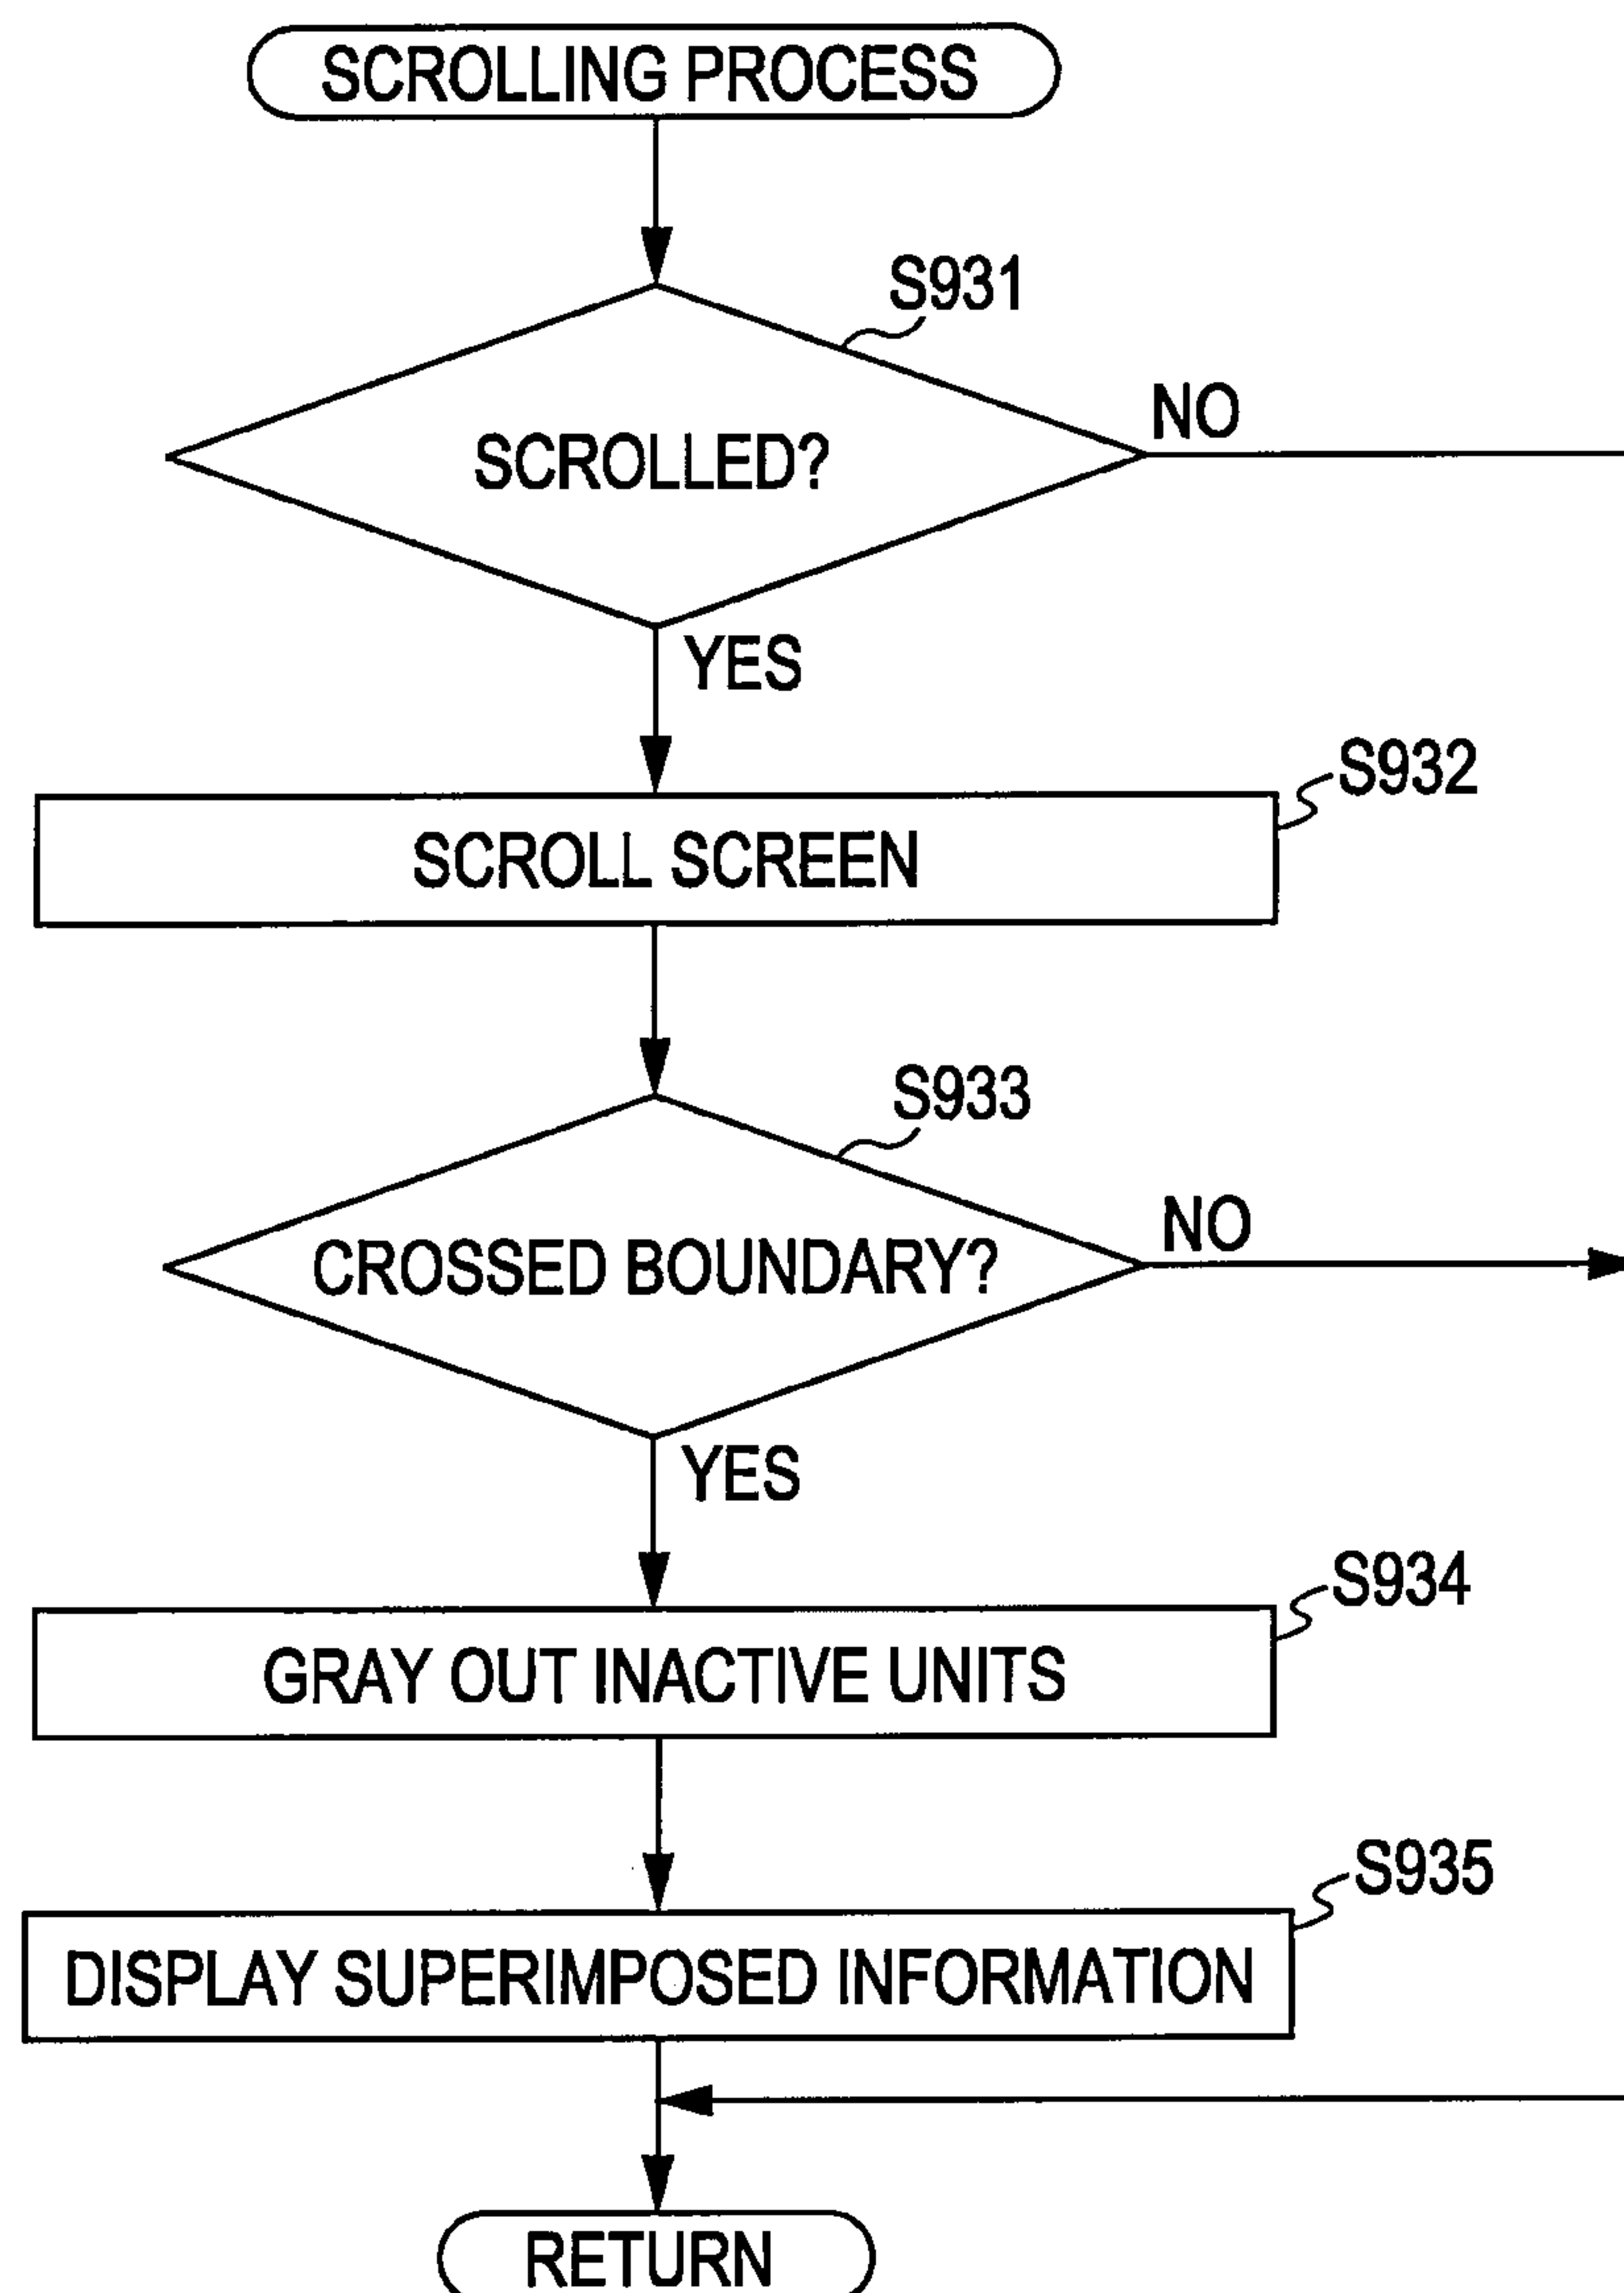 SCROLLING PROCESS
S931
SCROLLED?
NO
YES
S932
SCROLL SCREEN
S933
CROSSED BOUNDARY?
NO
YES
S934
GRAY OUT INACTIVE UNITS
S935
DISPLAY SUPERIMPOSED INFORMATION
RETURN